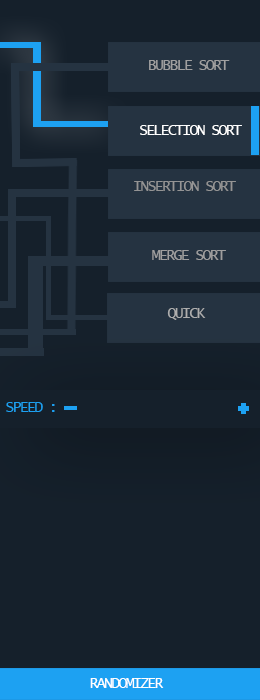 BUBBLE SORT
SELECTION SORT
INSERTION SORT
MERGE SORT
QUICK
SPEED : - +
RANDOMIZER